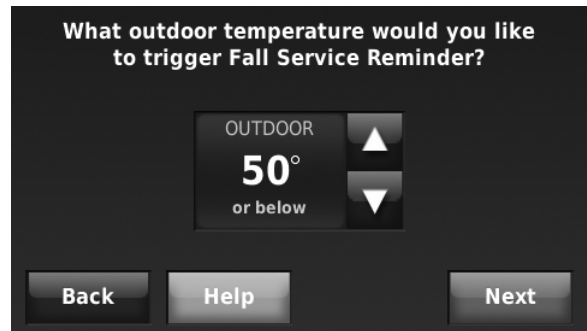 What outdoor temperature would you like
to trigger Fall Service Reminder?
OUTDOOR
50°
or below
Back
Help
Next